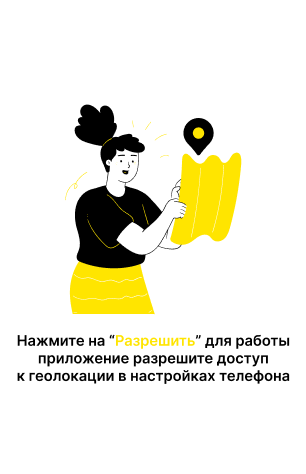 Нажмите на “Разрешить” для работы
приложение разрешите доступ
к геолокации в настройках телефона